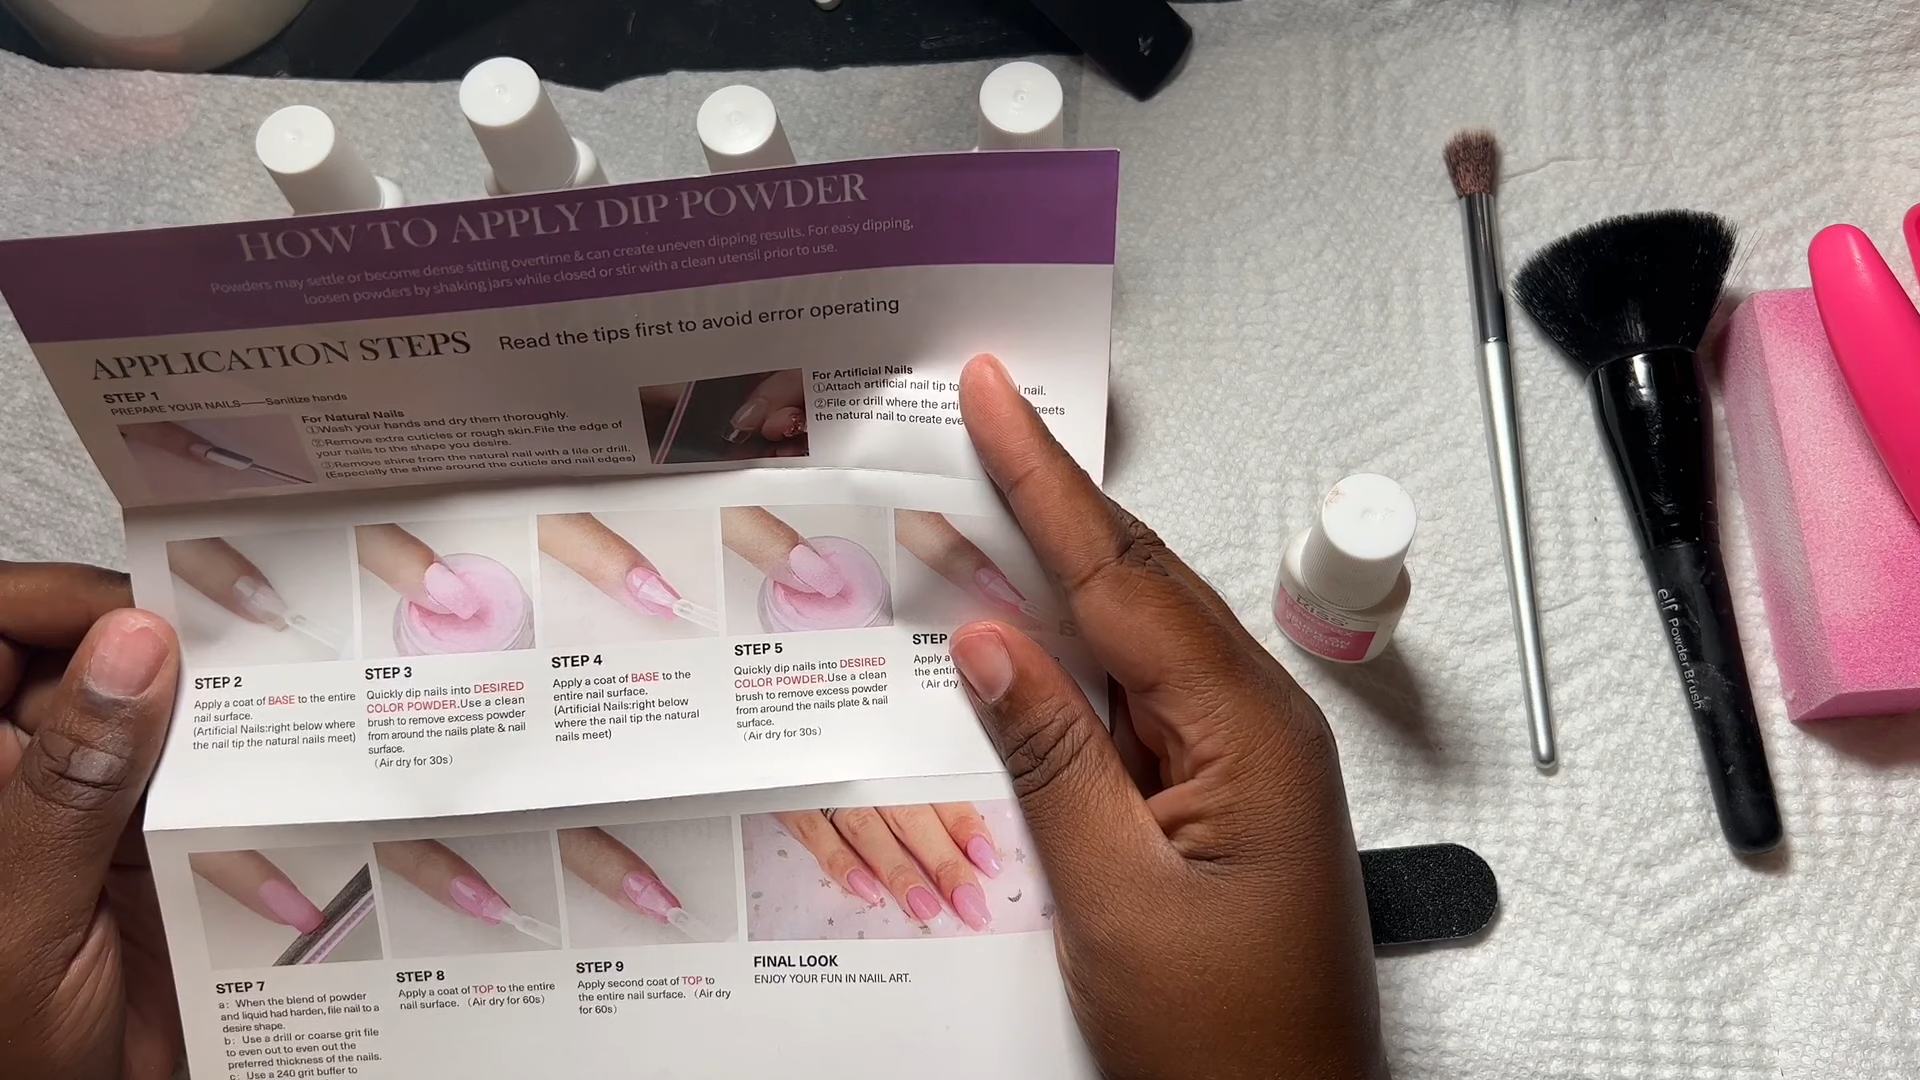 HOW TO APPLY DIP POWDER
Powders may settle or become dense sitting overtime & can create uneven dipping results. For easy dipping,
loosen powders by shaking jars while closed or stir with a clean utensil prior to use.
APPLICATION STEPS
Read the tips first to avoid error operating
STEP 1
PREPARE YOUR NAILS——Sanitize hands
For Natural Nails
①Wash your hands and dry them thoroughly.
②Remove extra cuticles or rough skin.File the edge of
your nails to the shape you desire.
③Remove shine from the natural nail with a file or drill.
(Especially the shine around the cuticle and nail edges)
For Artificial Nails
①Attach artificial nail tip to nail.
②File or drill where the meets
the natural nail to create
STEP 2
Apply a coat of BASE to the entire
nail surface.
(Artificial Nails:right below where
the nail tip the natural nails meet)
STEP 3
Quickly dip nails into DESIRED
COLOR POWDER.Use a clean
brush to remove excess powder
from around the nails plate & nail
surface.
(Air dry for 30s)
STEP 4
Apply a coat of BASE to the
entire nail surface.
(Artificial Nails:right below
where the nail tip the natural
nails meet)
STEP 5
Quickly dip nails into DESIRED
COLOR POWDER.Use a clean
brush to remove excess powder
from around the nails plate & nail
surface.
(Air dry for 30s)
STEP
Apply a
the
(Air dry
STEP 7
a: When the blend of powder
and liquid had harden, file nail to a
desire shape.
b: Use a drill or coarse grit file
to even out to even out the
preferred thickness of the nails.
c: Use a 240 grit buffer to
STEP 8
Apply a coat of TOP to the entire
nail surface. (Air dry for 60s)
STEP 9
Apply second coat of TOP to
the entire nail surface. (Air dry
for 60s)
FINAL LOOK
ENJOY YOUR FUN IN NAIIL ART.
KISS
elf Powder Brush